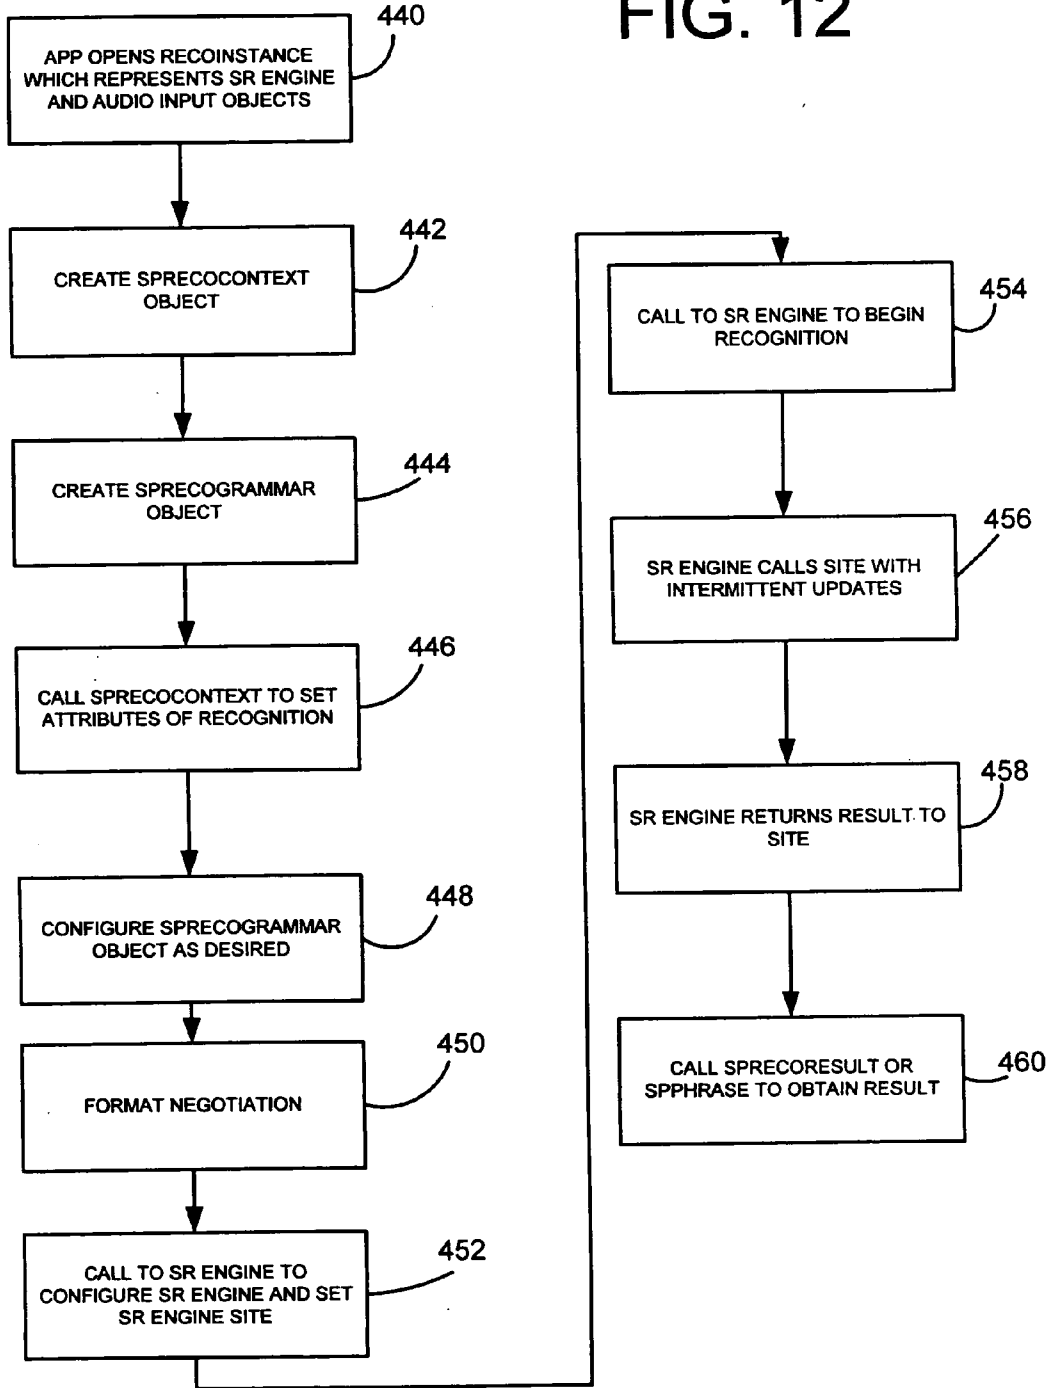 FIG. 12
440
APP OPENS RECOINSTANCE
WHICH REPRESENTS SR ENGINE
AND AUDIO INPUT OBJECTS
442
CREATE SPRECOCONTEXT
OBJECT
444
CREATE SPRECOGRAMMAR
OBJECT
446
CALL SPRECOCONTEXT TO SET
ATTRIBUTES OF RECOGNITION
448
CONFIGURE SPRECOGRAMMAR
OBJECT AS DESIRED
450
FORMAT NEGOTIATION
452
CALL TO SR ENGINE TO
CONFIGURE SR ENGINE AND SET
SR ENGINE SITE
454
CALL TO SR ENGINE TO BEGIN
RECOGNITION
456
SR ENGINE CALLS SITE WITH
INTERMITTENT UPDATES
458
SR ENGINE RETURNS RESULT TO
SITE
460
CALL SPRECORESULT OR
SPPHRASE TO OBTAIN RESULT